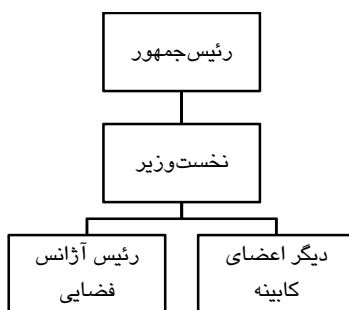 رئیس‌جمهور
نخست‌وزیر
دیگر اعضای
کابینه
رئیس آژانس
فضایی